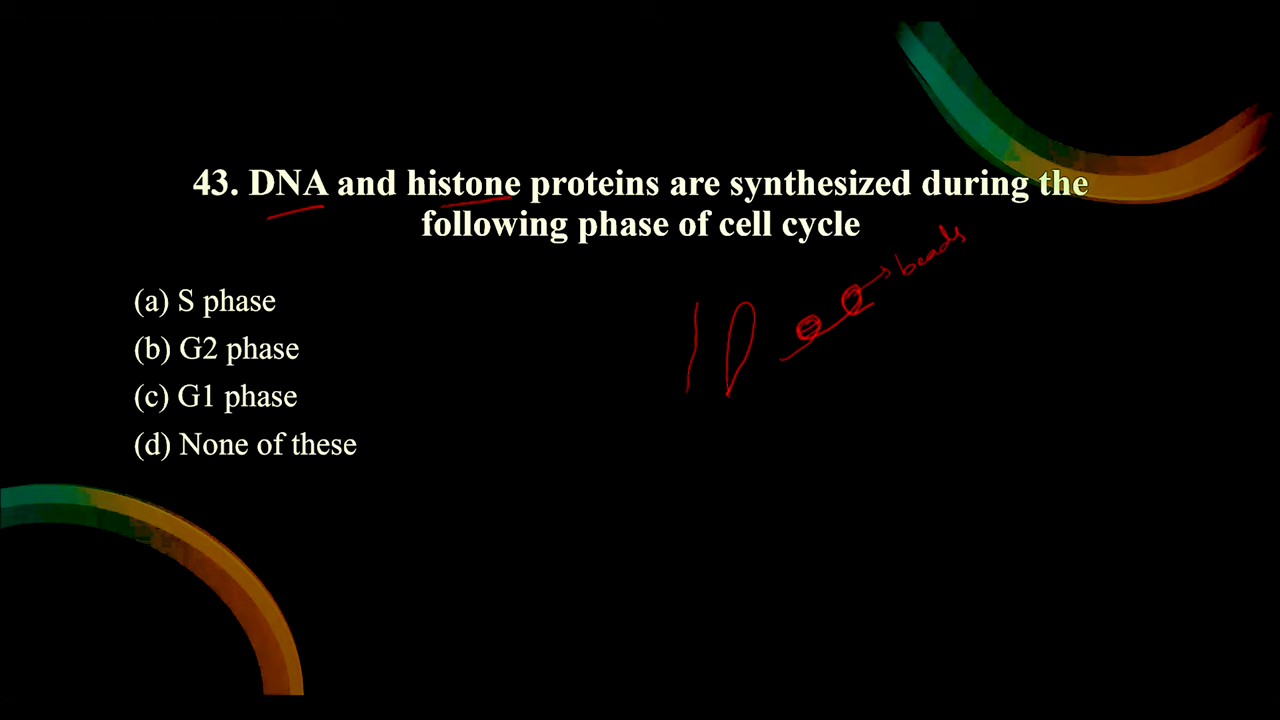 43. DNA and histone proteins are synthesized during the
following phase of cell cycle
beads
(a) S phase
(b) G2 phase
(c) G1 phase
(d) None of these